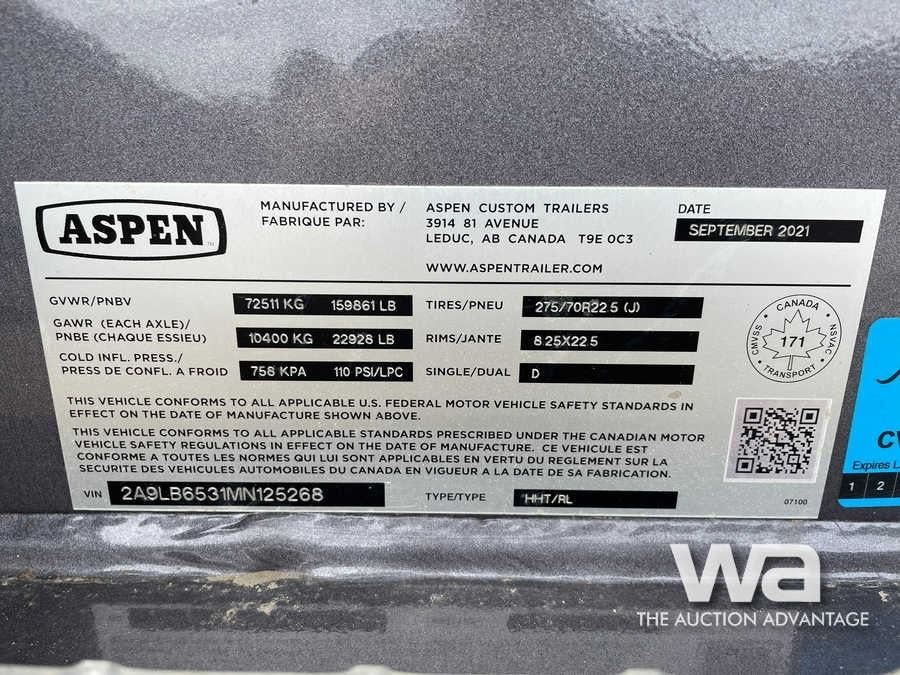 ASPEN
MANUFACTURED BY /
FABRIQUE PAR:
ASPEN CUSTOM TRAILERS
3914 81 AVENUE
LEDUC, AB CANADA T9E 0C3
WWW.ASPENTRAILER.COM
DATE
SEPTEMBER 2021
GVWR/PNBV
72511 KG 159861 LB
GAWR (EACH AXLE)/
PNBE (CHAQUE ESSIEU)
10400 KG 22928 LB
COLD INFL. PRESS./
PRESS DE CONFL. A FROID
758 KPA 110 PSI/LPC
TIRES/PNEU 275/70R22.5 (J)
RIMS/JANTE 8.25X22.5
SINGLE/DUAL D
CANADA
CMVSS
NSVAC
171
TRANSPORT
THIS VEHICLE CONFORMS TO ALL APPLICABLE U.S. FEDERAL MOTOR VEHICLE SAFETY STANDARDS IN
EFFECT ON THE DATE OF MANUFACTURE SHOWN ABOVE.
THIS VEHICLE CONFORMS TO ALL APPLICABLE STANDARDS PRESCRIBED UNDER THE CANADIAN MOTOR
VEHICLE SAFETY REGULATIONS IN EFFECT ON THE DATE OF MANUFACTURE. CE VEHICULE EST
CONFORME A TOUTES LES NORMES QUI LUI SONT APPLICABLES EN VERTU DU REGLEMENT SUR LA
SECURITE DES VEHICULES AUTOMOBILES DU CANADA EN VIGUEUR A LA DATE DE SA FABRICATION.
VIN 2A9LB6531MN125268
TYPE/TYPE HHT/RL
07100
CV
Expires L
1 2
wa
THE AUCTION ADVANTAGE